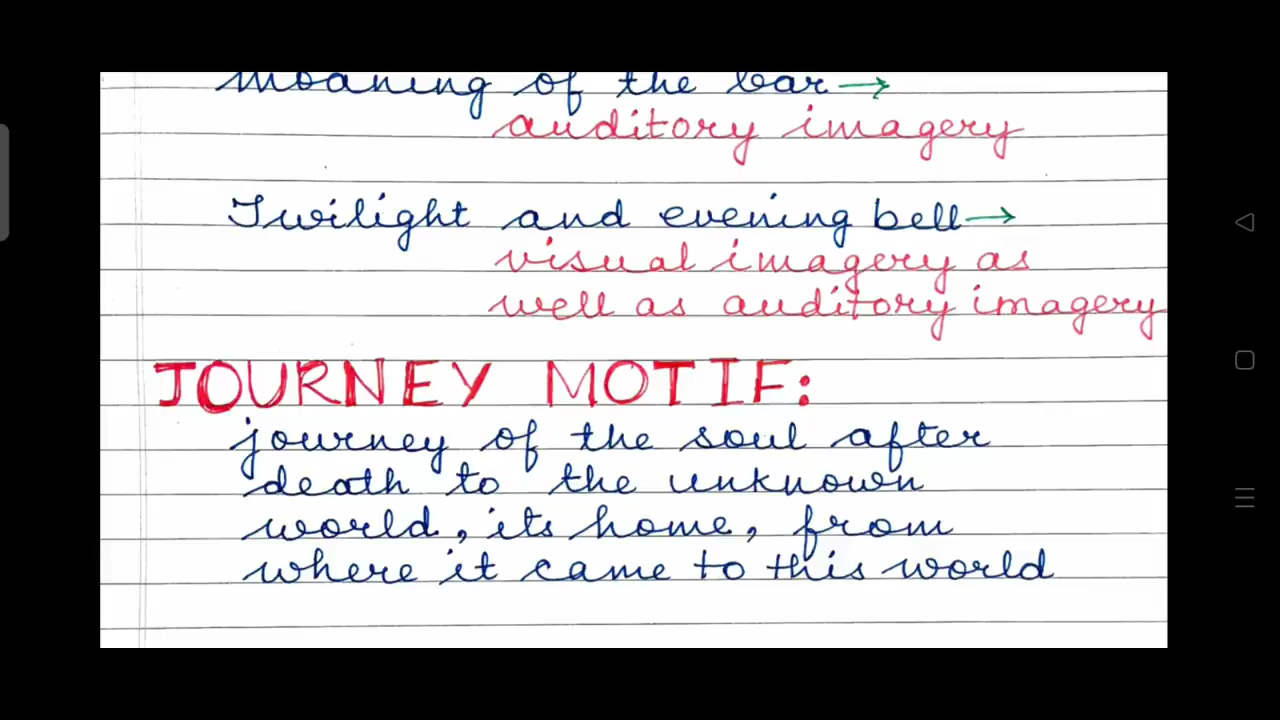 moaning of the bar→
auditory imagery
Twilight and evening bell→
visual imagery as
well as auditory imagery
JOURNEY MOTIF:
journey of the soul after
death to the unknown
world, its home, from
where it came to this world